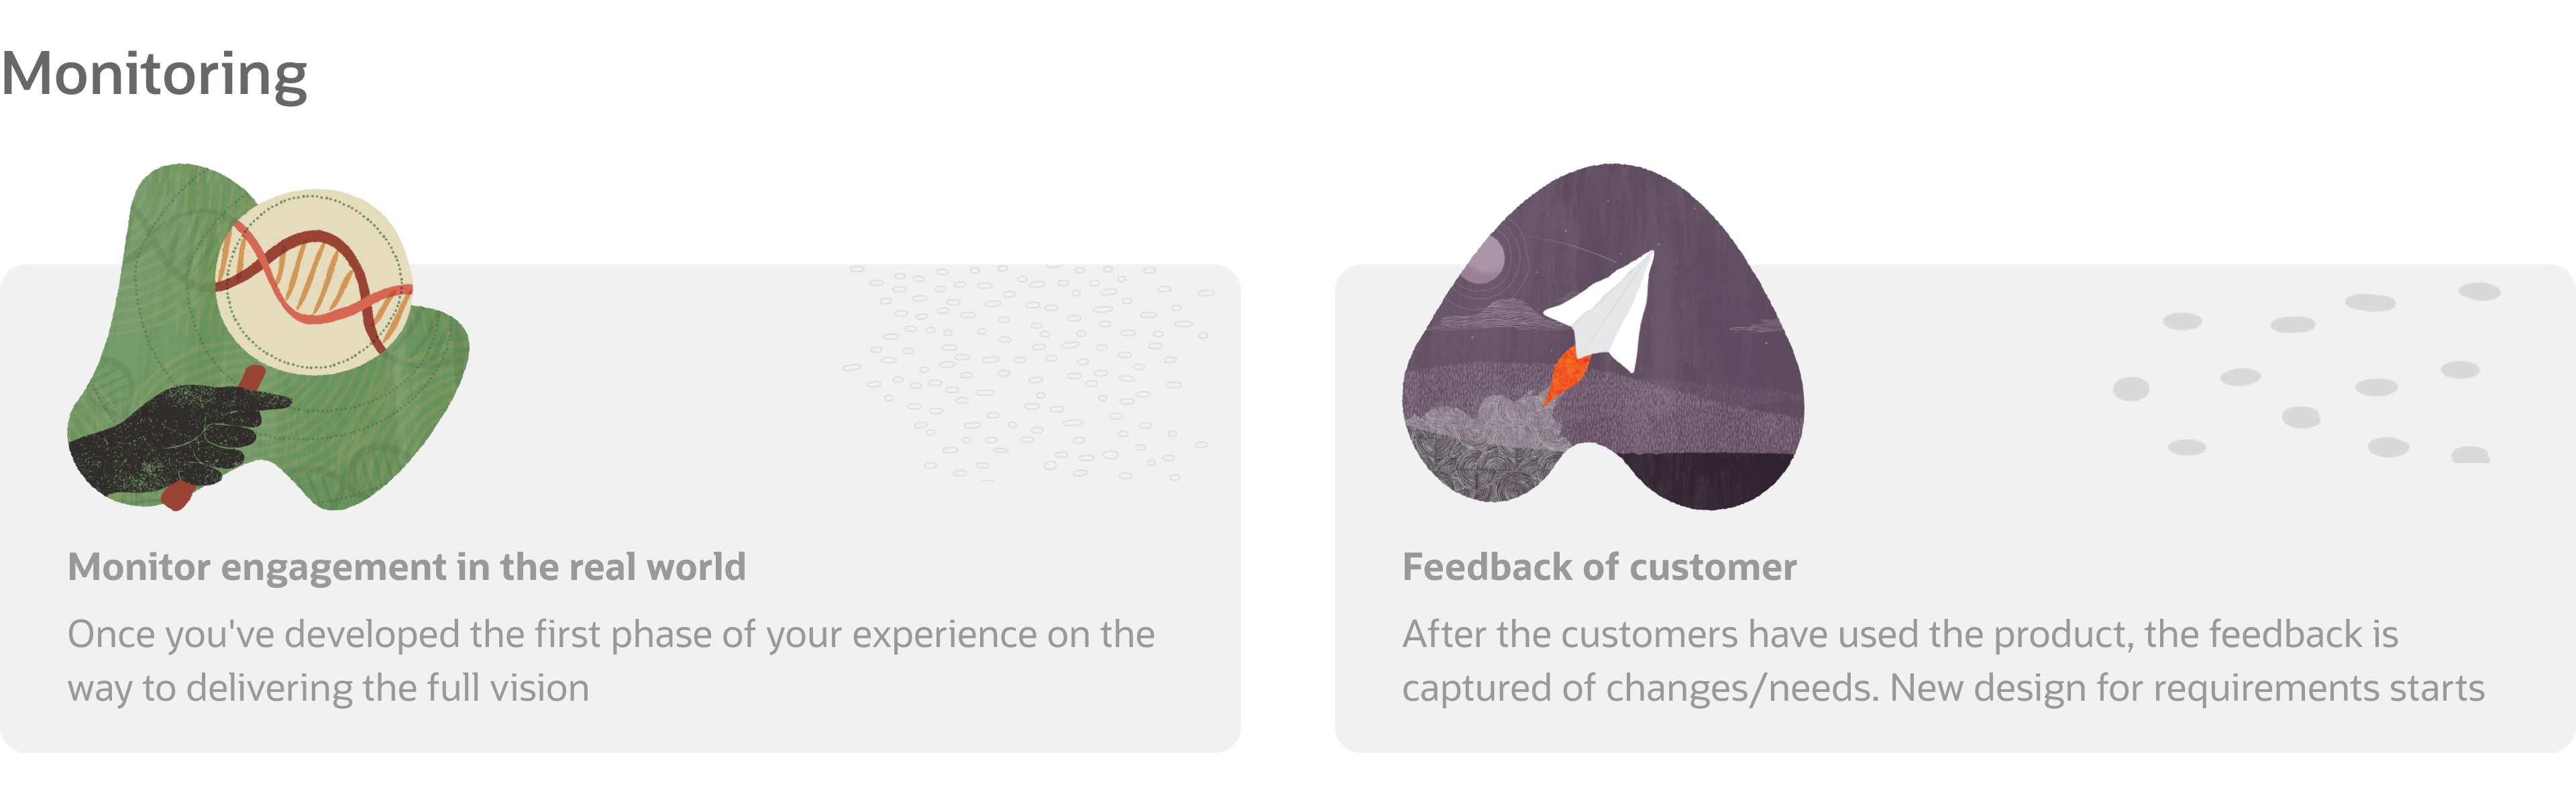 Monitoring
Monitor engagement in the real world
Once you've developed the first phase of your experience on the
way to delivering the full vision
Feedback of customer
After the customers have used the product, the feedback is
captured of changes/needs. New design for requirements starts